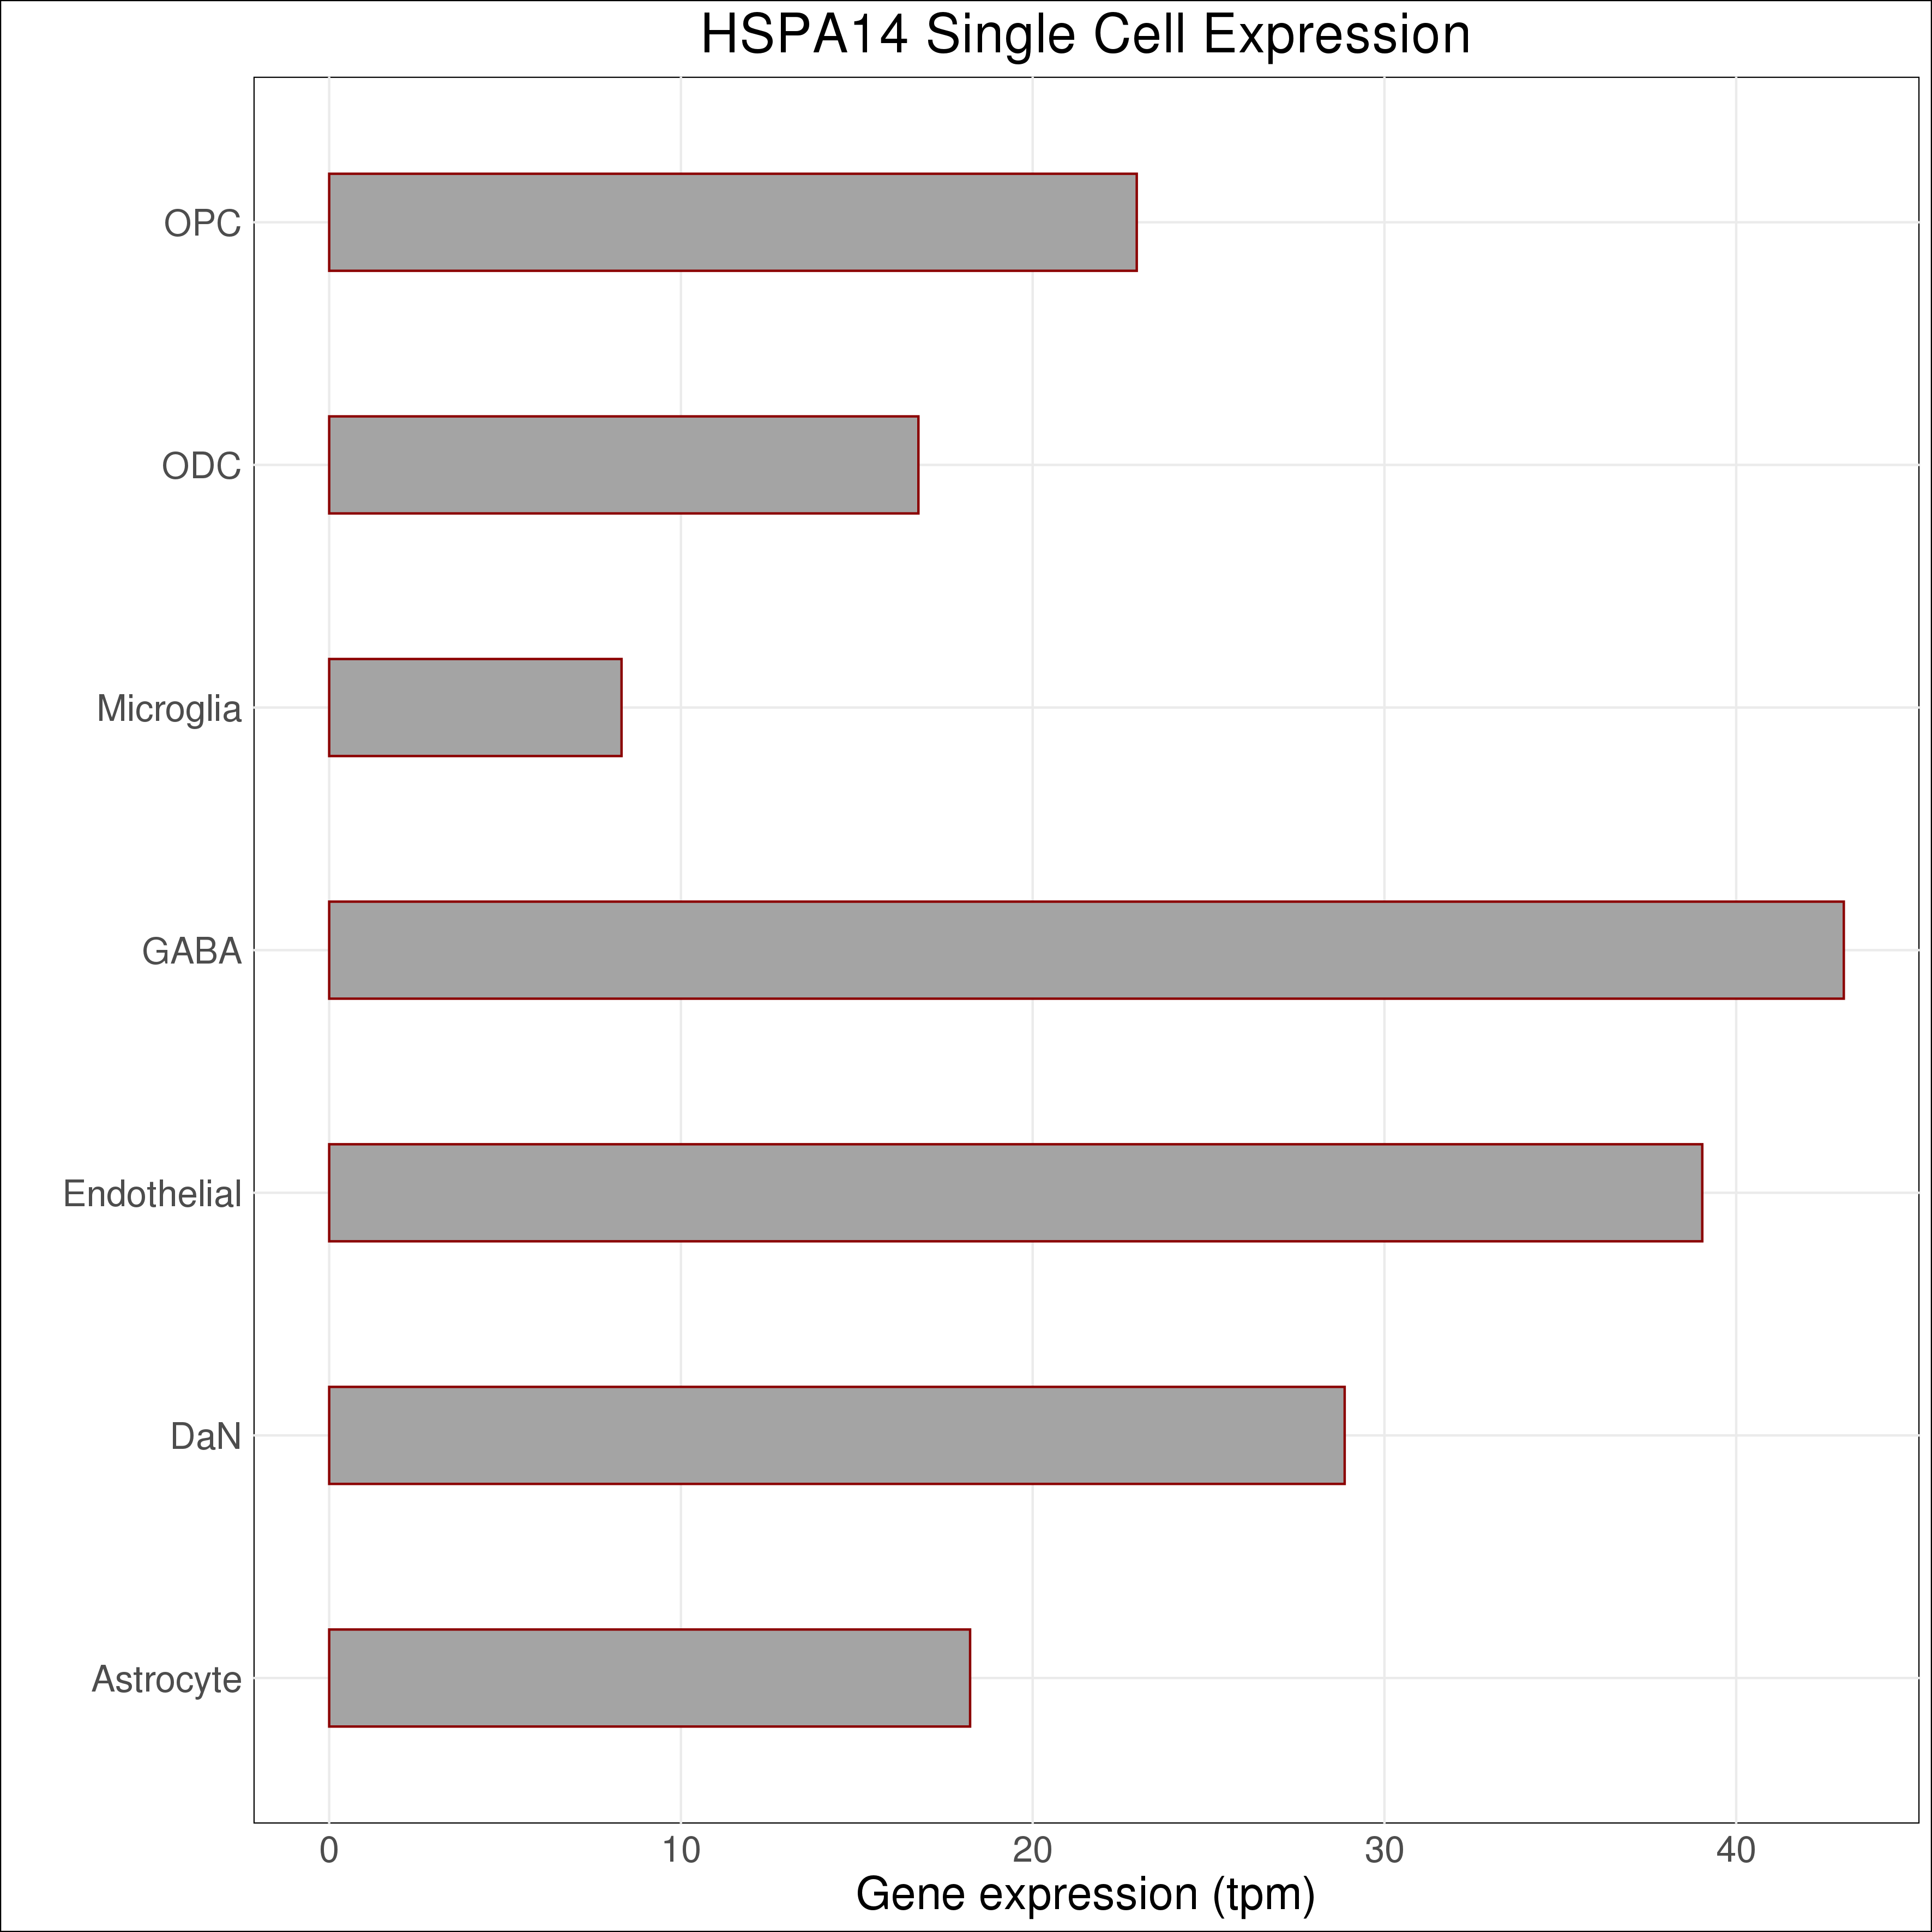 HSPA14 Single Cell Expression
OPC
ODC
Microglia
GABA
Endothelial
DaN
Astrocyte
0 10 20 30 40
Gene expression (tpm)